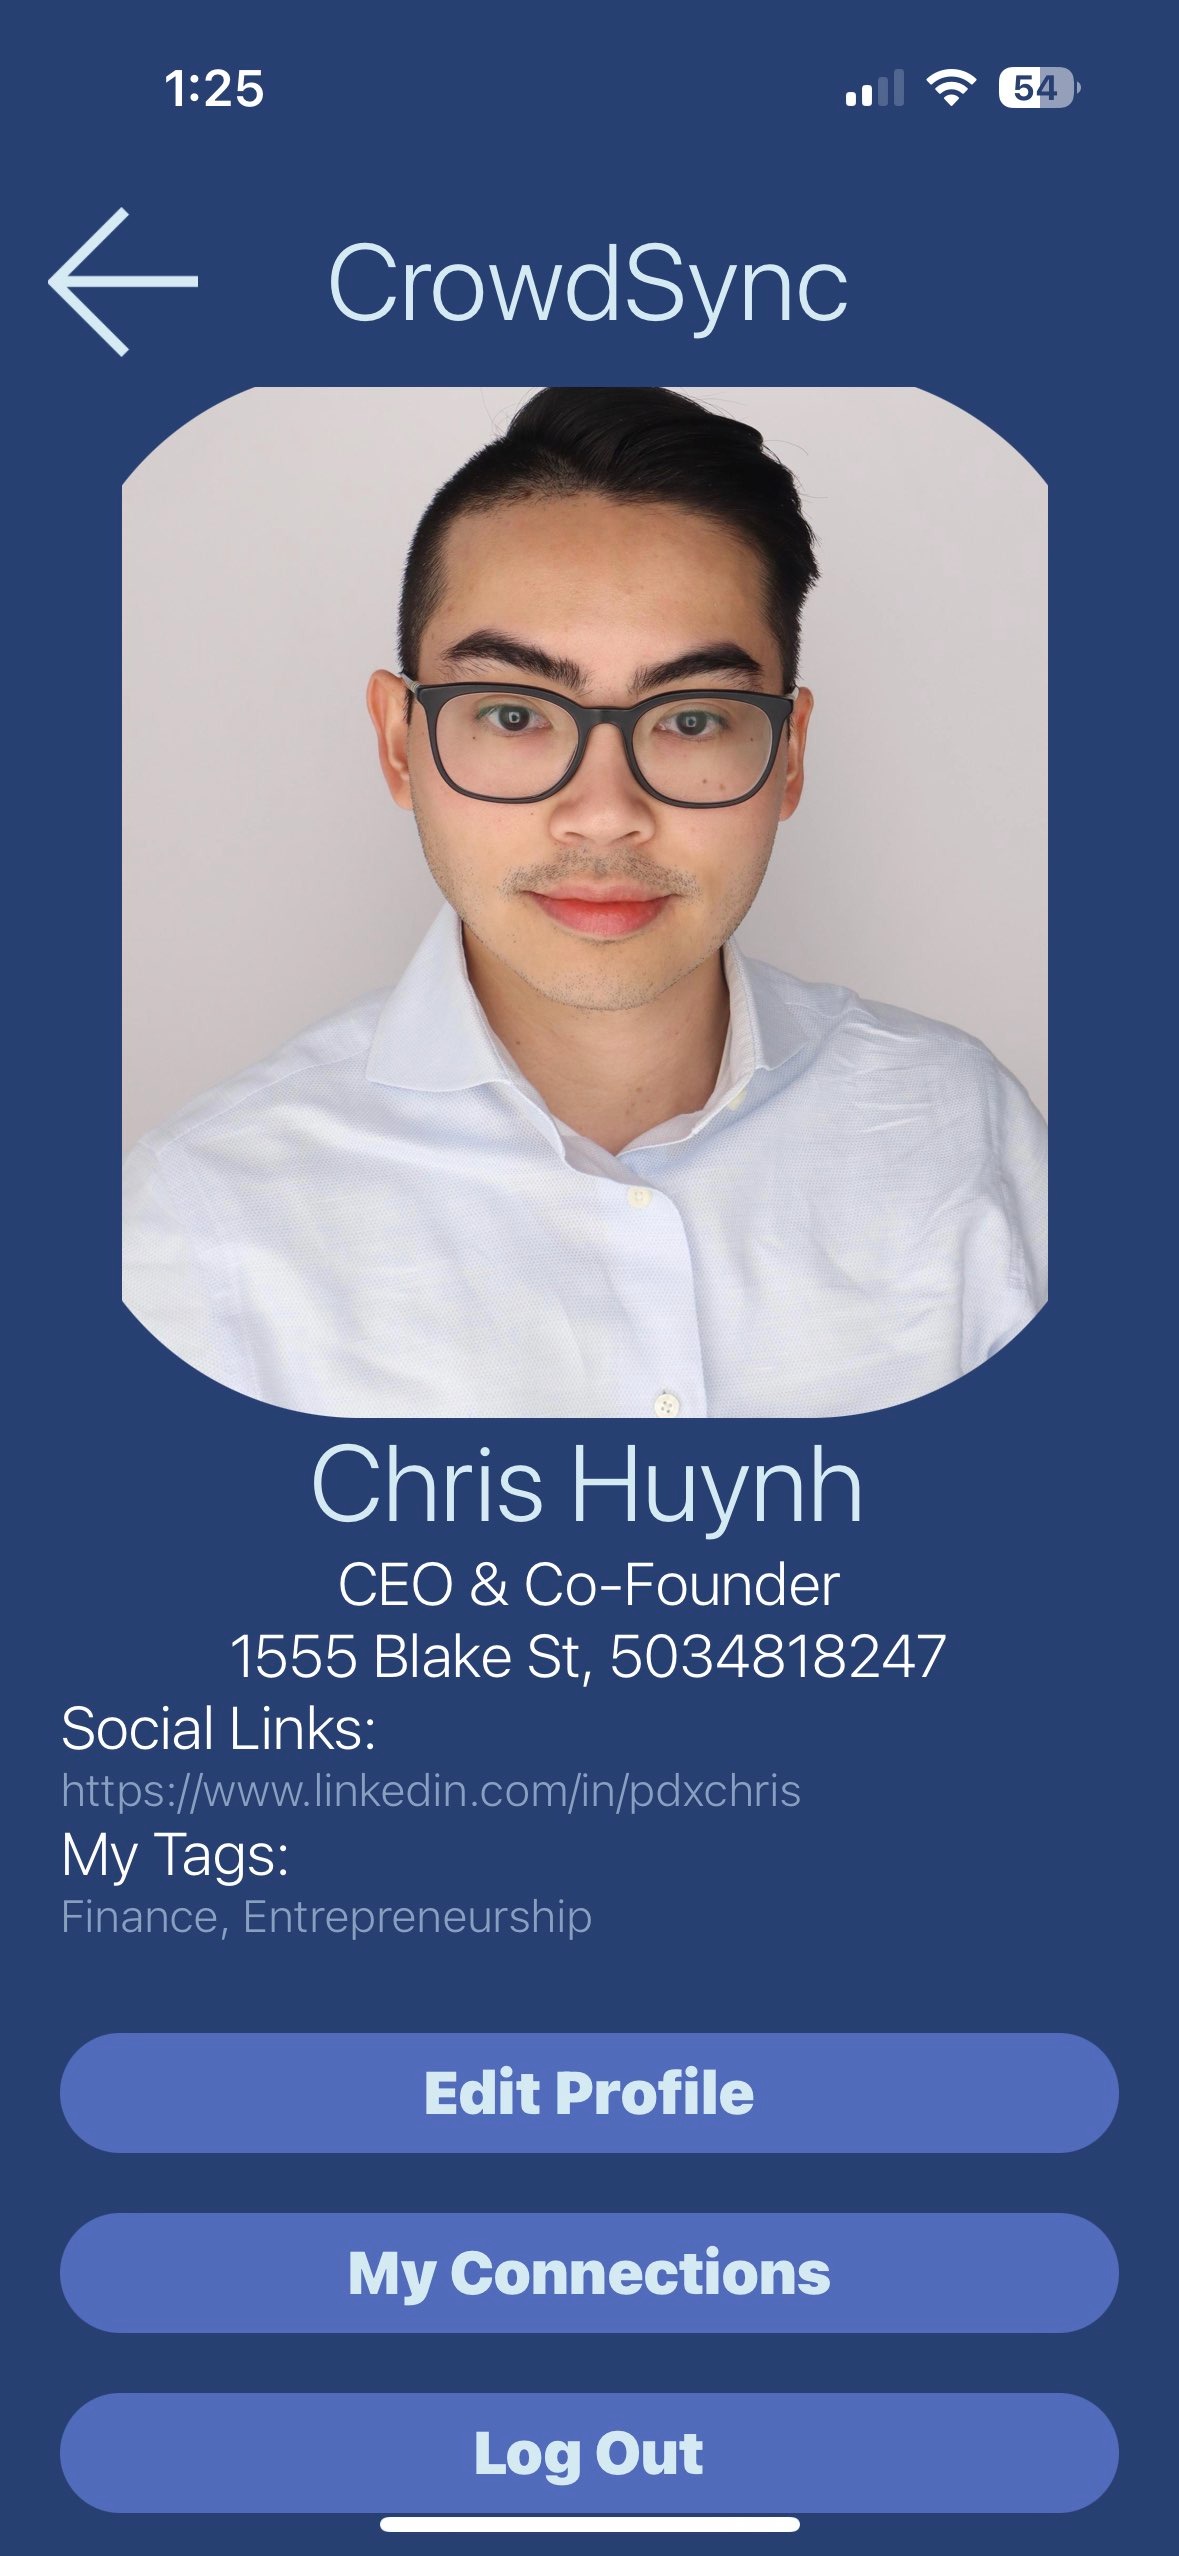 1:25
54
CrowdSync
Chris Huynh
CEO & Co-Founder
1555 Blake St, 5034818247
Social Links:
https://www.linkedin.com/in/pdxchris
My Tags:
Finance, Entrepreneurship
Edit Profile
My Connections
Log Out